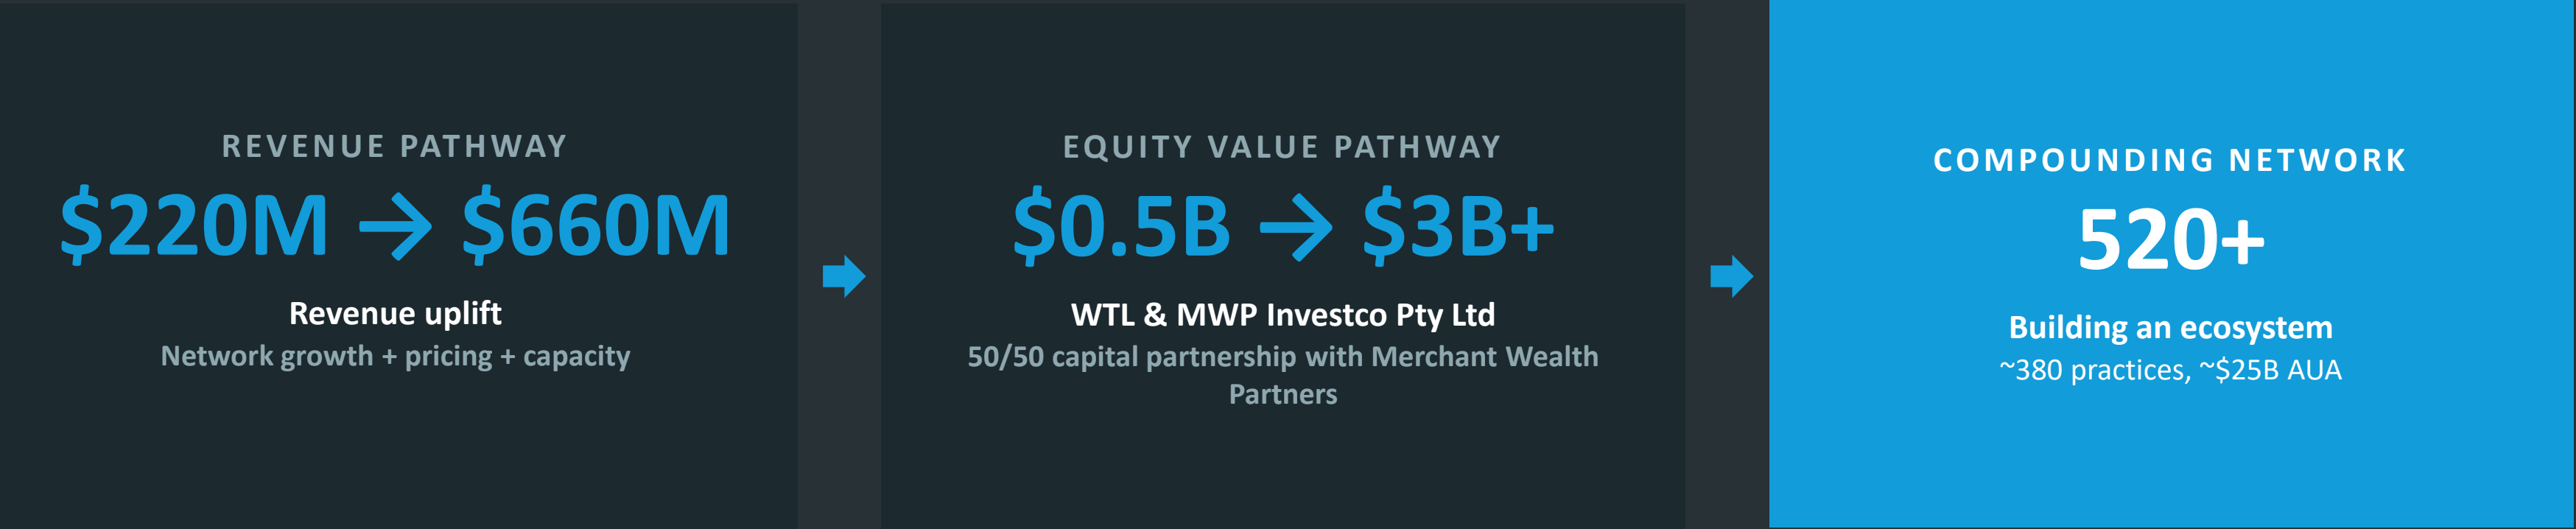 REVENUE PATHWAY
$220M → $660M
Revenue uplift
Network growth + pricing + capacity
EQUITY VALUE PATHWAY
$0.5B → $3B+
WTL & MWP Investco Pty Ltd
50/50 capital partnership with Merchant Wealth
Partners
COMPOUNDING NETWORK
520+
Building an ecosystem
~380 practices, ~$25B AUA